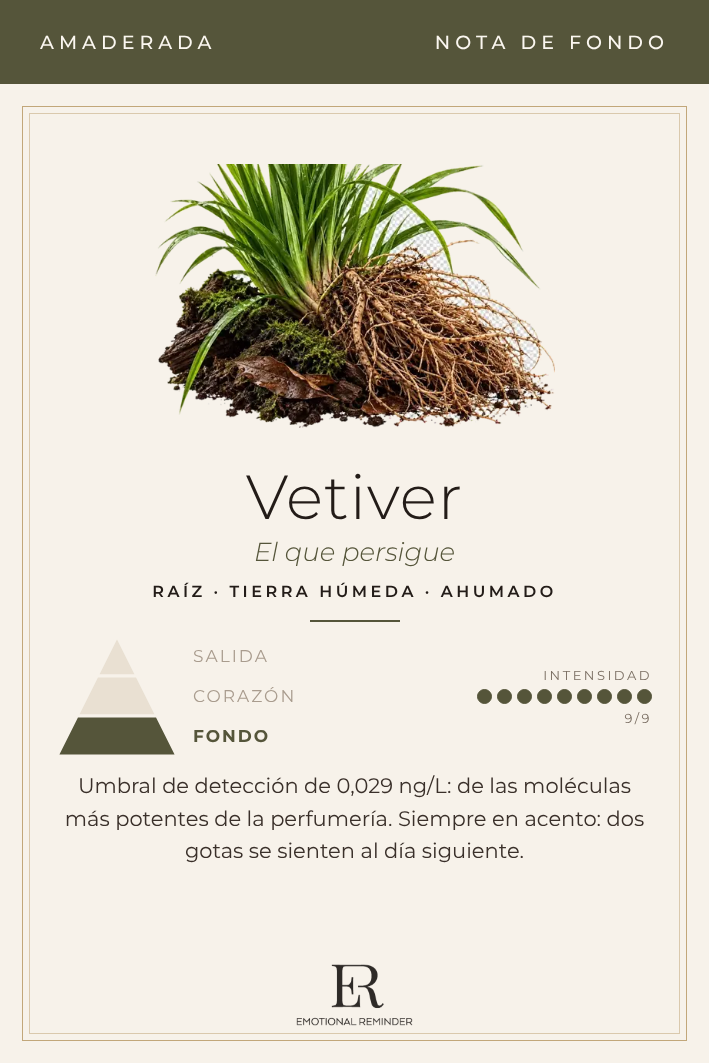 AMADERADA
NOTA DE FONDO
Vetiver
El que persigue
RAÍZ · TIERRA HÚMEDA · AHUMADO
SALIDA
CORAZÓN
FONDO
INTENSIDAD
9/9
Umbral de detección de 0,029 ng/L: de las moléculas
más potentes de la perfumería. Siempre en acento: dos
gotas se sienten al día siguiente.
ER
EMOTIONAL REMINDER